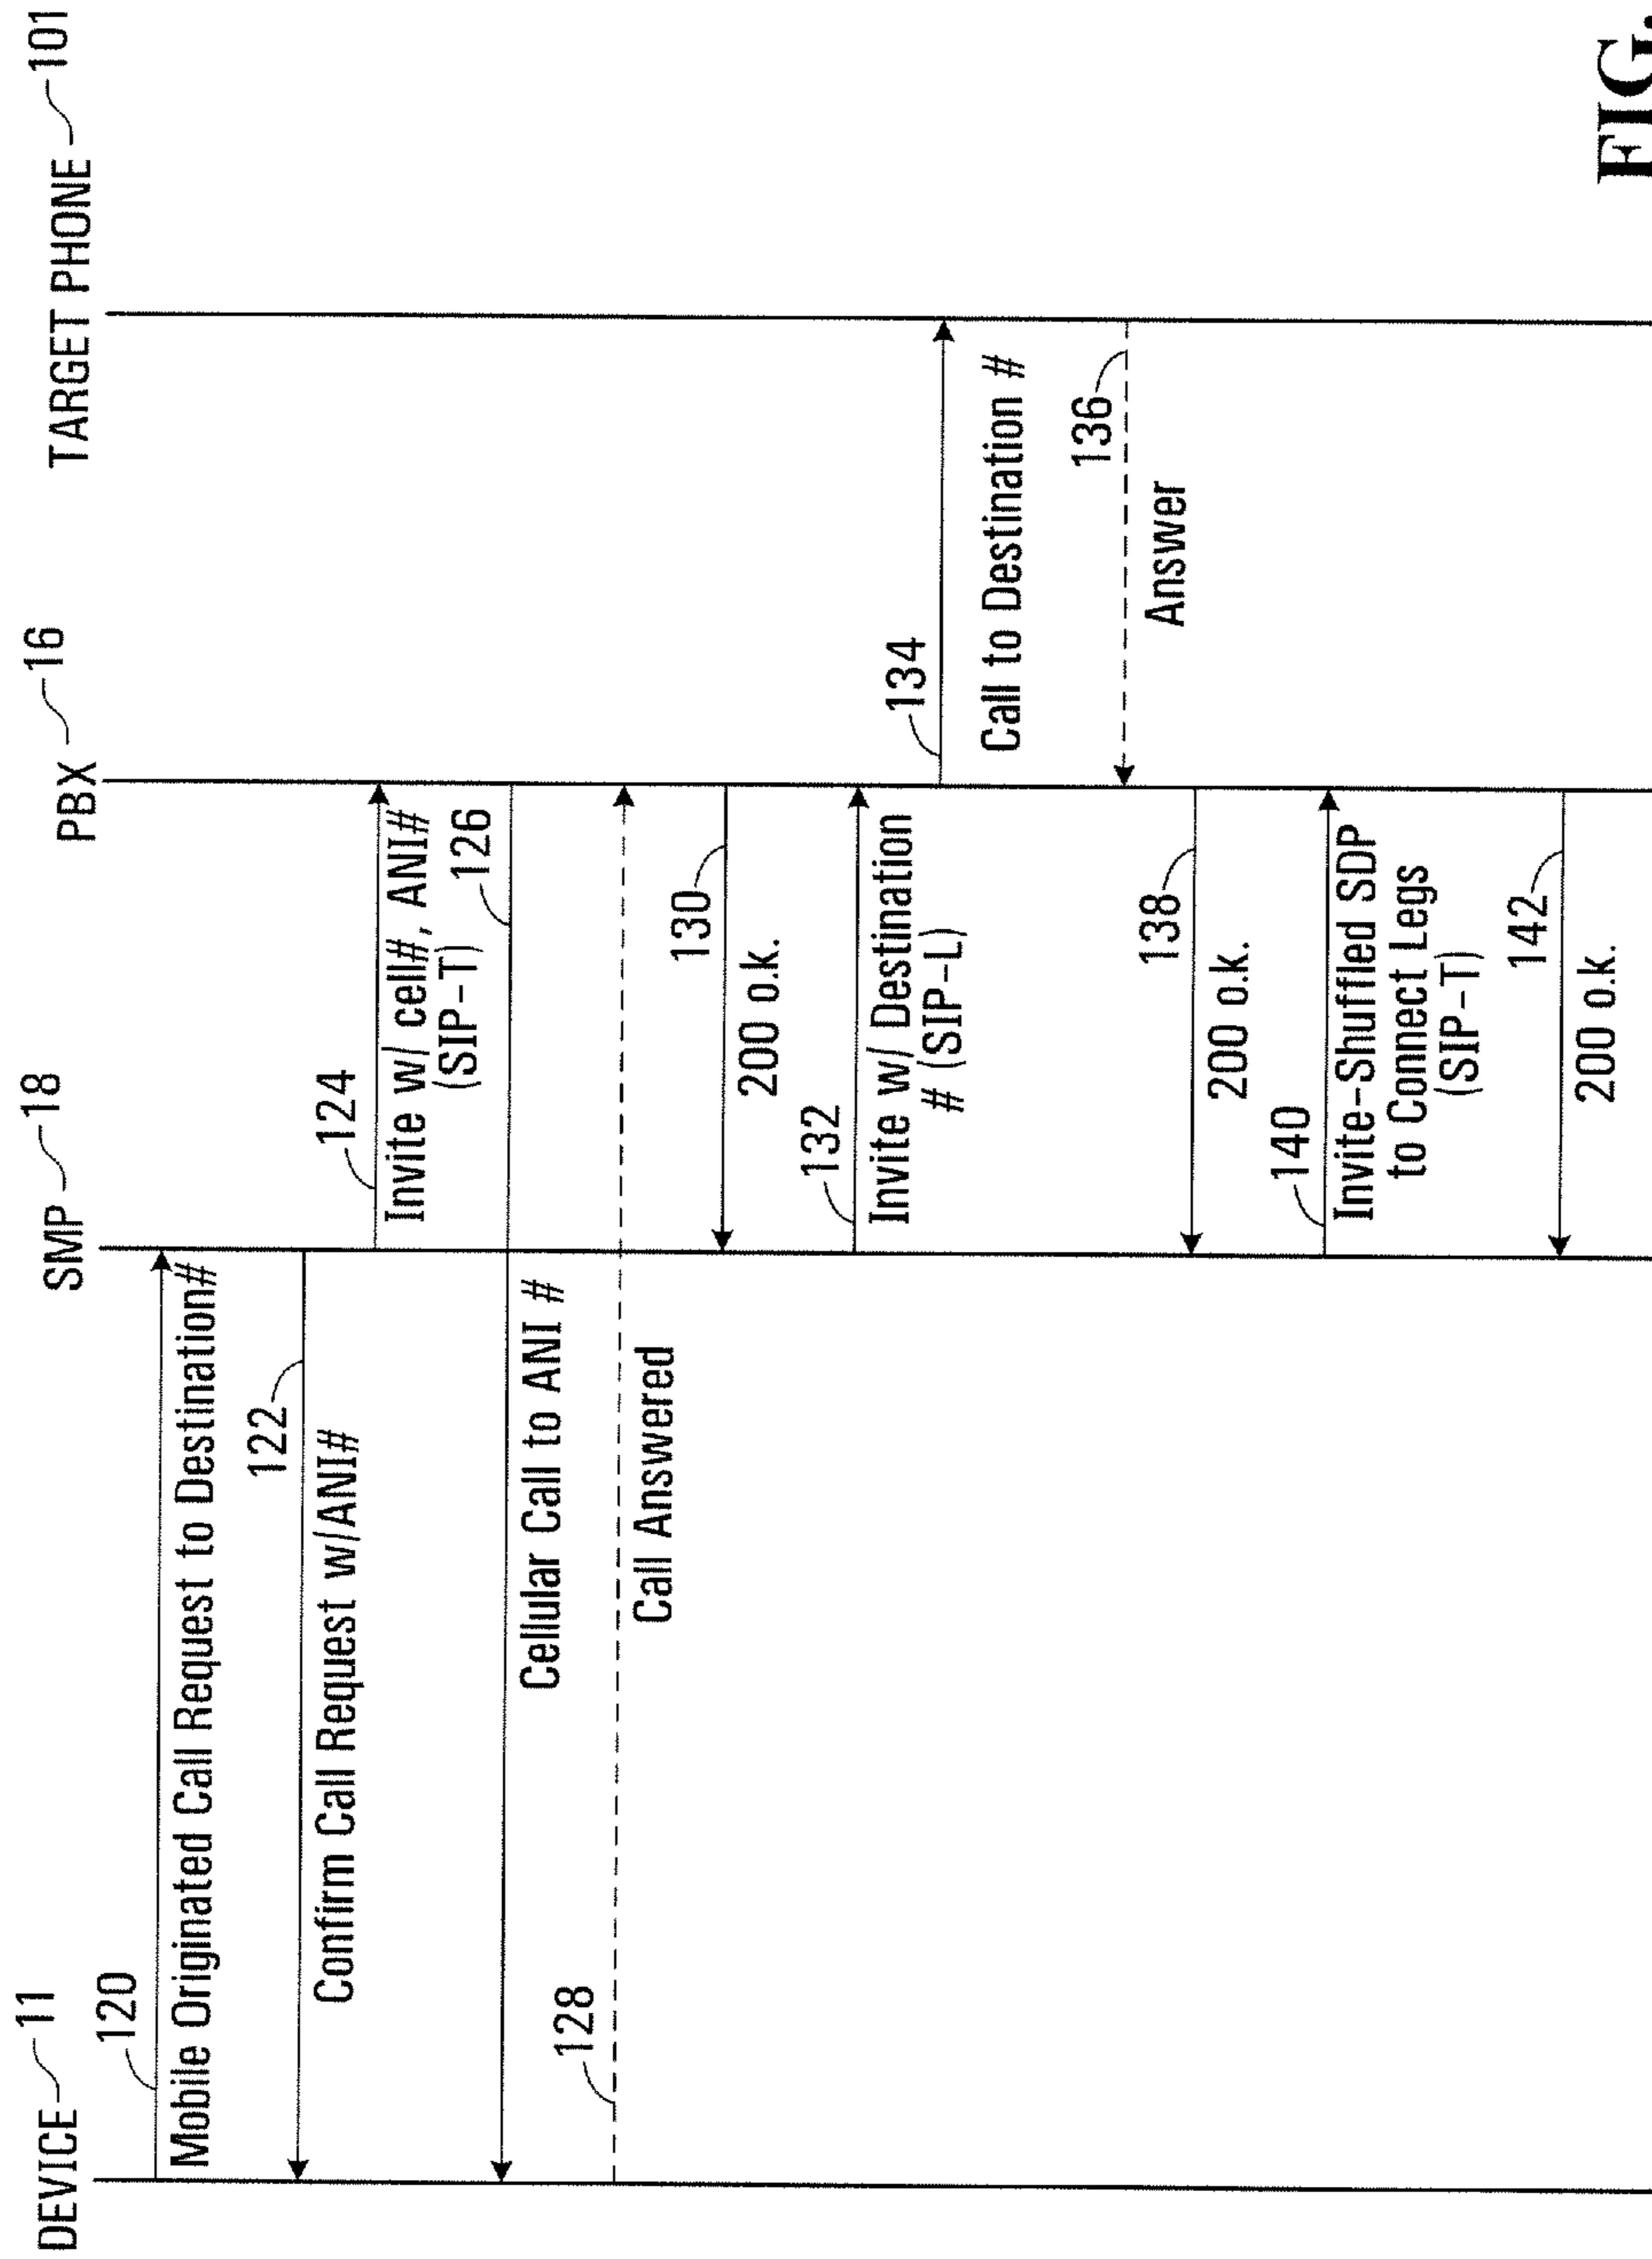 DEVICE 11
SMP 18
PBX 16
TARGET PHONE 101
120
Mobile Originated Call Request to Destination#
122
Confirm Call Request w/ANI#
124
Invite w/ cell#, ANI#
(SIP-T)
126
Cellular Call to ANI #
128
Call Answered
130
200 o.k.
132
Invite w/ Destination
# (SIP-L)
134
Call to Destination #
136
Answer
138
200 o.k.
140
Invite-Shuffled SDP
to Connect Legs
(SIP-T)
142
200 o.k.
FIG.